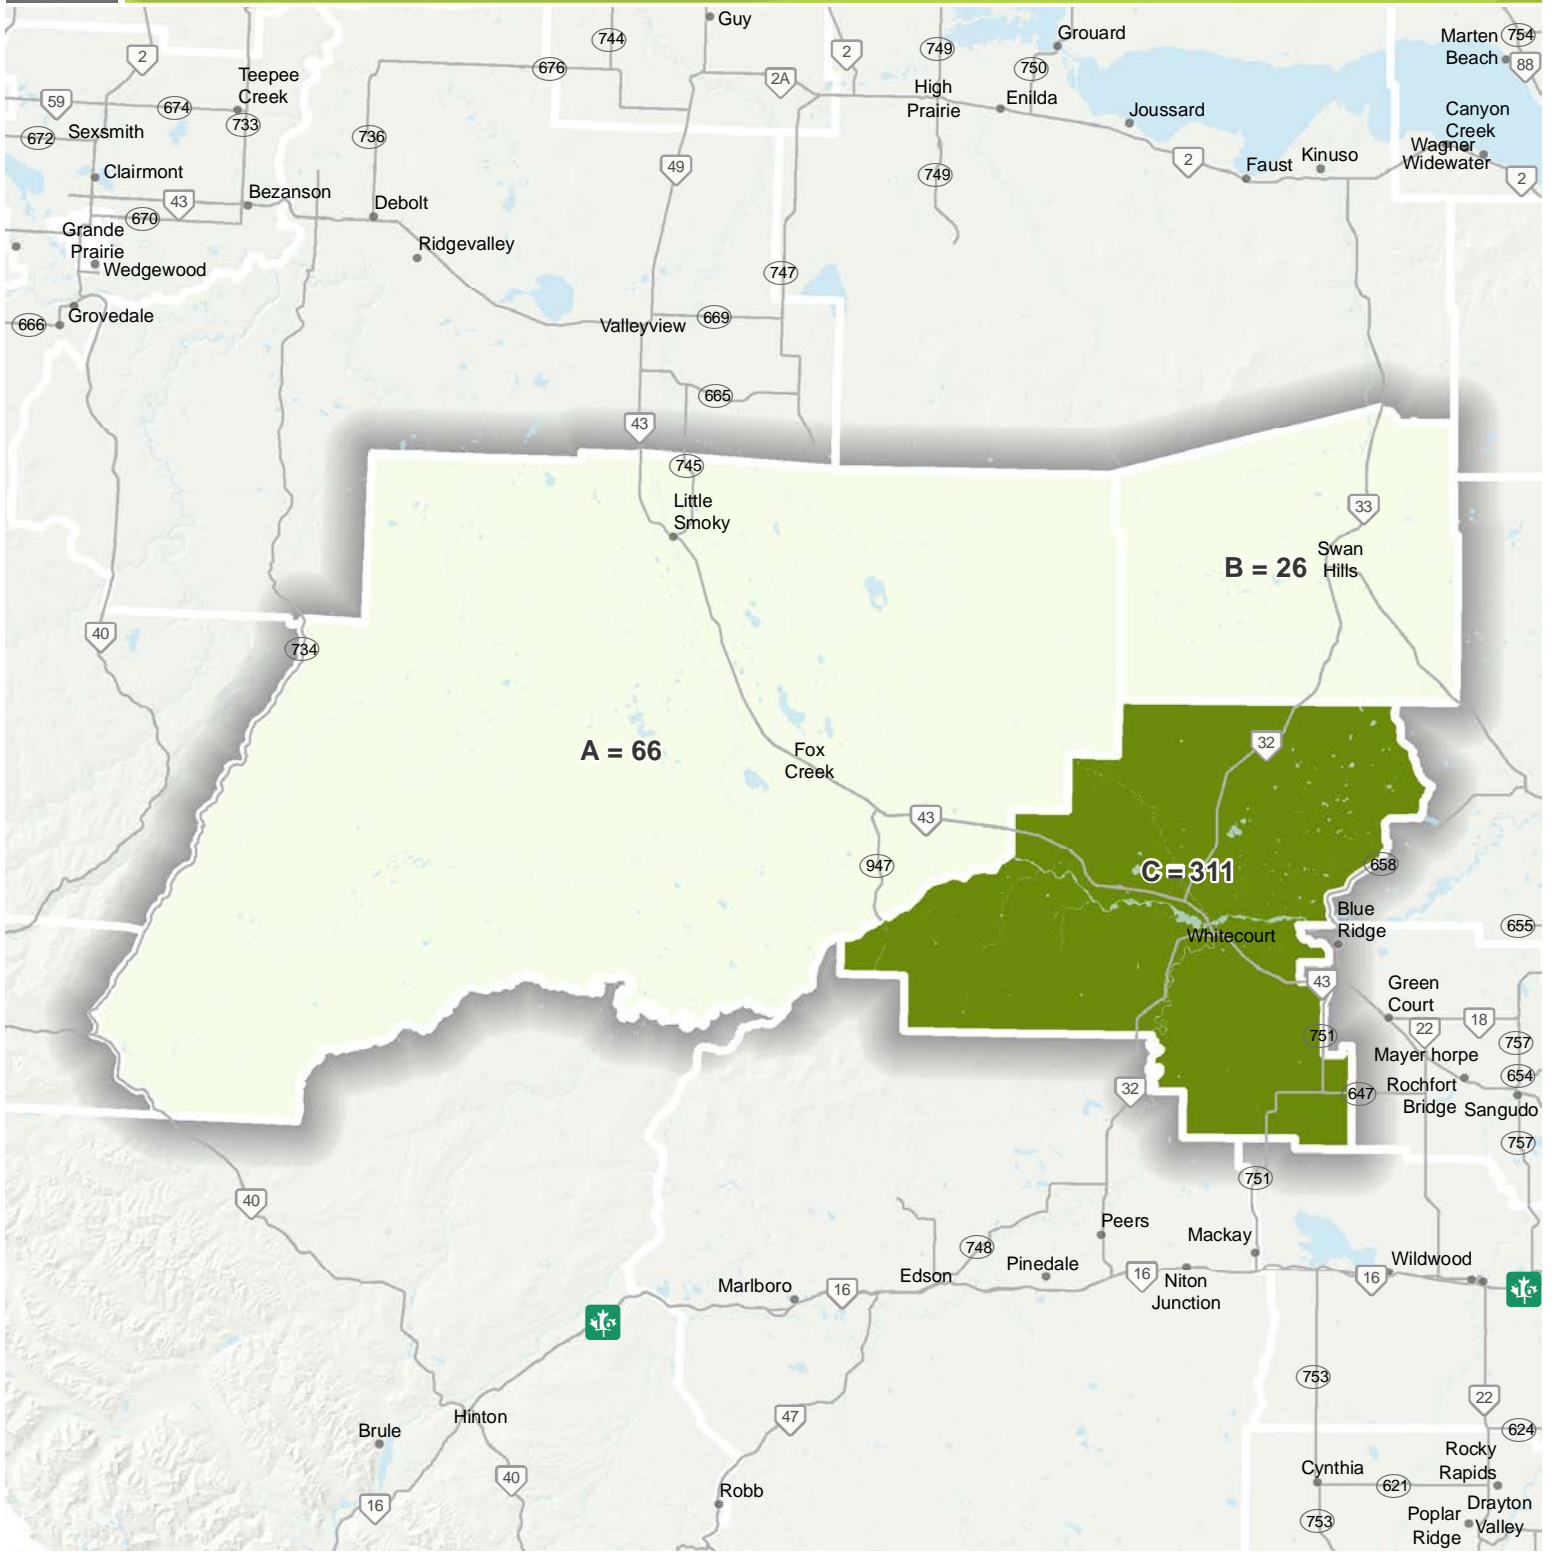 Guy
744
Grouard
Marten
Beach
754
2
2
749
750
88
676
2A
Teepee
Creek
High
Prairie
Enilda
59
674
Canyon
Creek
Joussard
733
672
Sexsmith
736
Wagner
Widewater
Kinuso
Faust
2
49
Clairmont
749
2
Bezanson
43
Debolt
670
Grande
Prairie
Ridgevalley
Wedgewood
747
Grovedale
666
Valleyview
669
665
43
745
Little
Smoky
33
Swan
Hills
B = 26
40
734
A = 66
32
Fox
Creek
43
947
C = 311
658
Blue
Ridge
655
Whitecourt
43
Green
Court
18
22
751
757
Mayer horpe
654
32
647
Rochfort
Bridge
Sangudo
757
751
40
Peers
Mackay
748
Wildwood
Pinedale
Edson
16
Niton
Junction
16
Marlboro
16
16
16
753
22
47
Hinton
Brule
624
Rocky
Rapids
40
Cynthia
621
Robb
16
Drayton
Valley
Poplar
Ridge
753